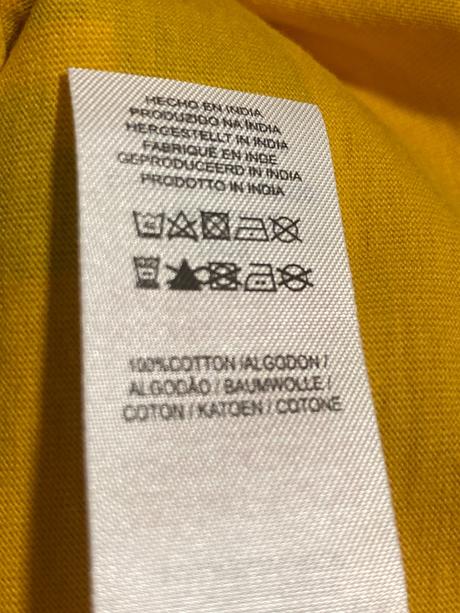 HECHO EN INDIA
PRODUZIDO NA INDIA
HERGESTELLT IN INDIA
FABRIQUE EN INDE
GEPRODUCEERD IN INDIA
PRODOTTO IN INDIA
100%COTTON /ALGODON /
ALGODÃO / BAUMWOLLE /
COTON / KATOEN / COTONE